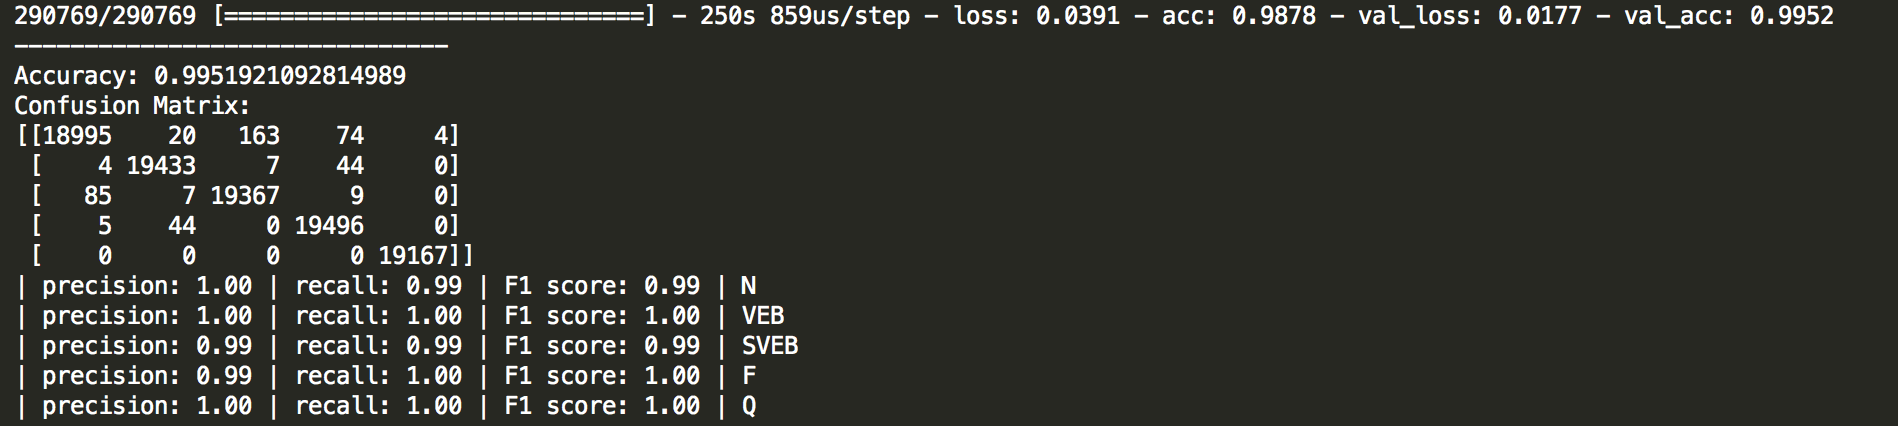 290769/290769 [==============================] - 250s 859us/step - loss: 0.0391 - acc: 0.9878 - val_loss: 0.0177 - val_acc: 0.9952
-------------------------------
Accuracy: 0.9951921092814989
Confusion Matrix:
[[18995    20   163    74     4]
 [    4 19433     7    44     0]
 [   85     7 19367     9     0]
 [    5    44     0 19496     0]
 [    0     0     0     0 19167]]
| precision: 1.00 | recall: 0.99 | F1 score: 0.99 | N
| precision: 1.00 | recall: 1.00 | F1 score: 1.00 | VEB
| precision: 0.99 | recall: 0.99 | F1 score: 0.99 | SVEB
| precision: 0.99 | recall: 1.00 | F1 score: 1.00 | F
| precision: 1.00 | recall: 1.00 | F1 score: 1.00 | Q